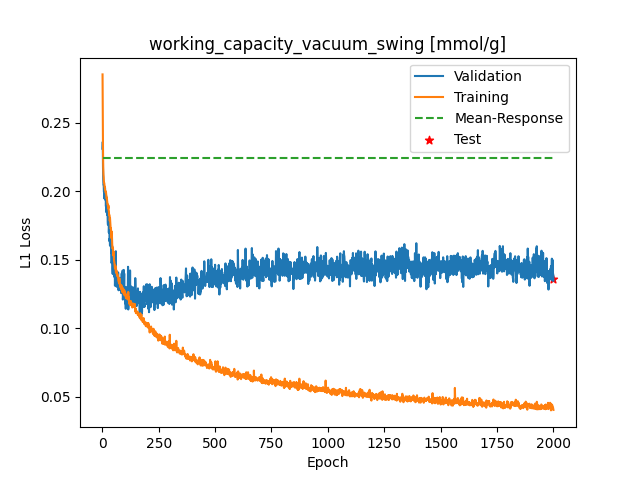 working_capacity_vacuum_swing [mmol/g]
Validation
Training
Mean-Response
Test
L1 Loss
0.25
0.20
0.15
0.10
0.05
0 250 500 750 1000 1250 1500 1750 2000
Epoch